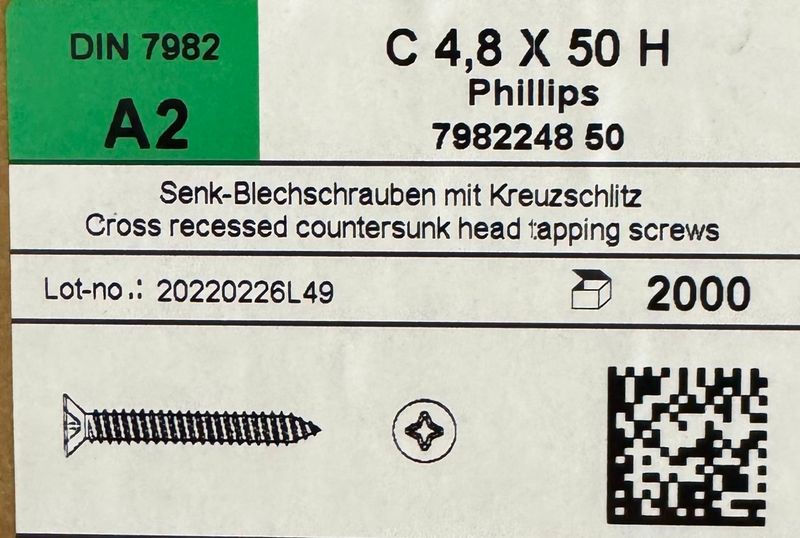 DIN 7982
A2
C 4,8 X 50 H
Phillips
7982248 50
Senk-Blechschrauben mit Kreuzschlitz
Cross recessed countersunk head tapping screws
Lot-no.: 20220226L49
2000